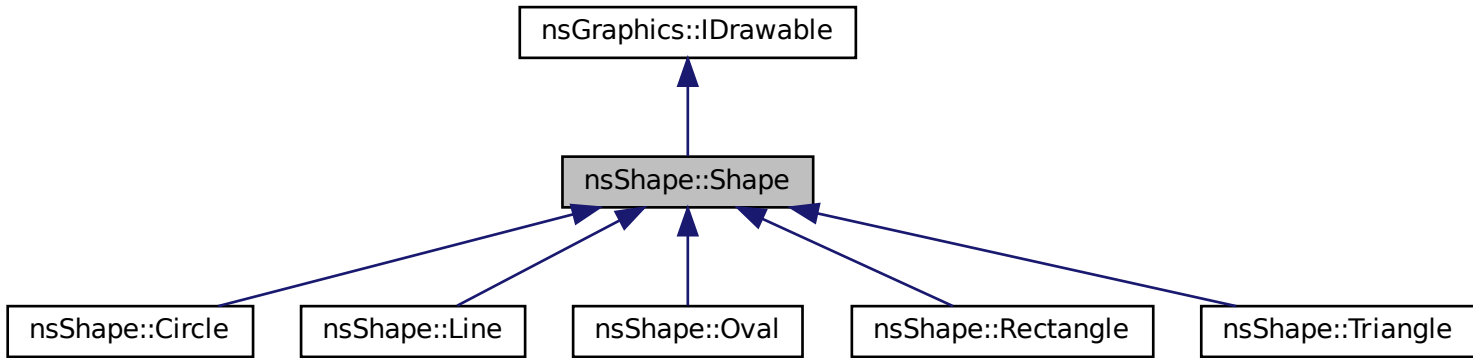 nsGraphics::IDrawable
nsShape::Shape
nsShape::Circle
nsShape::Line
nsShape::Oval
nsShape::Rectangle
nsShape::Triangle